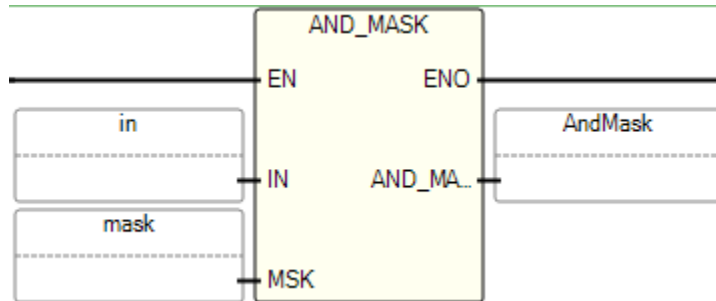 AND_MASK
EN ENO
in AndMask
IN AND_MA...
mask
MSK